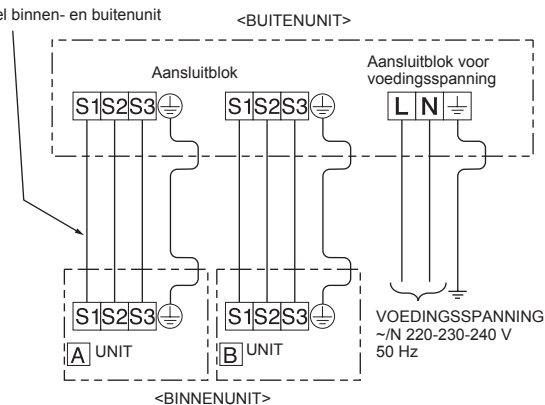 binnen- en buitenunit
<BUITENUNIT>
Aansluitblok
Aansluitblok voor
voedingsspanning
S1 S2 S3
S1 S2 S3
L N
S1 S2 S3
S1 S2 S3
A UNIT
B UNIT
VOEDINGSSPANNING
~/N 220-230-240 V
50 Hz
<BINNENUNIT>